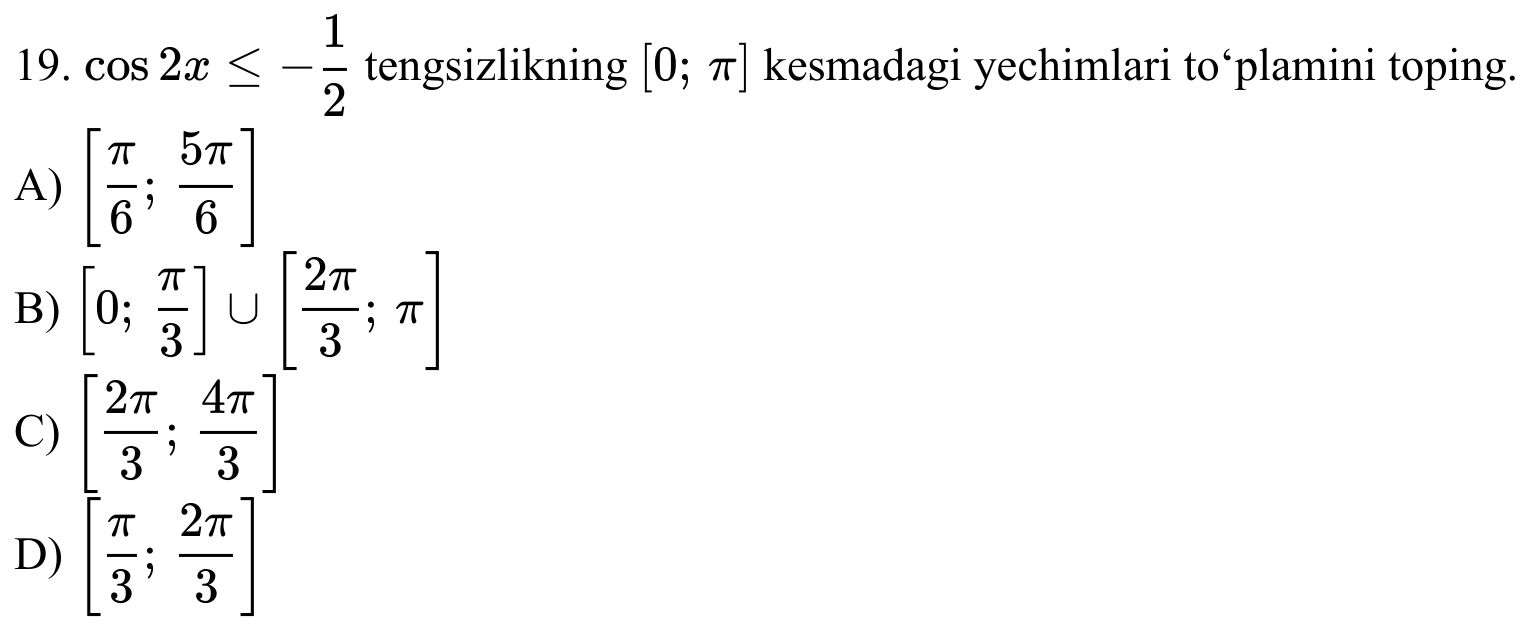 19. cos 2x ≤ −1/2 tengsizlikning [0; π] kesmadagi yechimlari to‘plamini toping.
A) [π/6; 5π/6]
B) [0; π/3] ∪ [2π/3; π]
C) [2π/3; 4π/3]
D) [π/3; 2π/3]